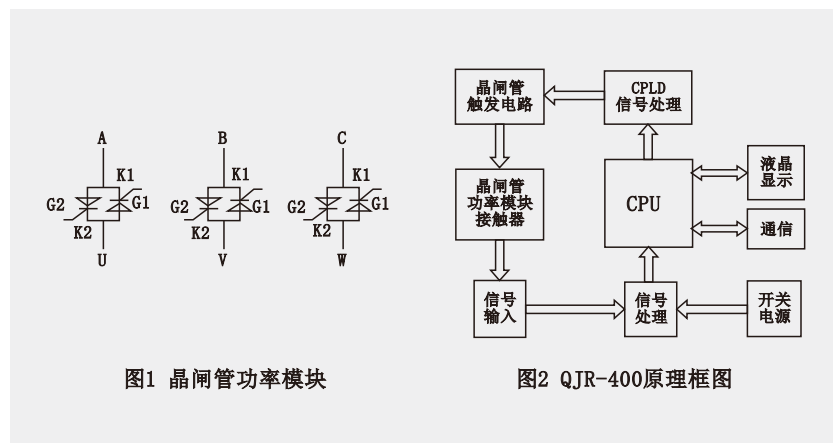 A
K1
G2
G1
K2
U
B
K1
G2
G1
K2
V
C
K1
G2
G1
K2
W
图1 晶闸管功率模块
晶闸管
触发电路
CPLD
信号处理
晶闸管
功率模块
接触器
CPU
液晶
显示
通信
信号
输入
信号
处理
开关
电源
图2 QJR-400原理框图